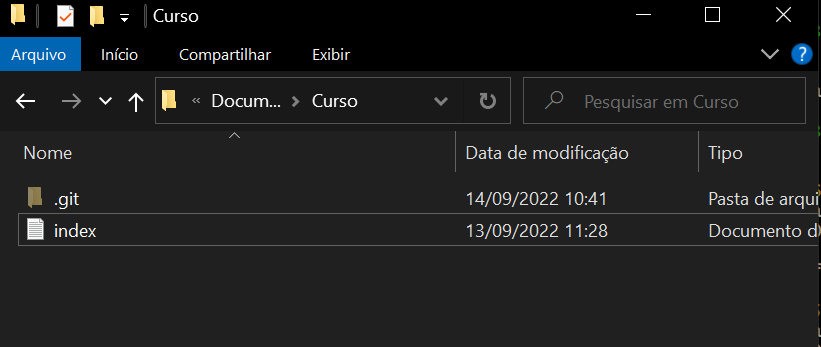 Curso
Arquivo Início Compartilhar Exibir
« Docum... > Curso Pesquisar em Curso
Nome Data de modificação Tipo
.git 14/09/2022 10:41 Pasta de arqui
index 13/09/2022 11:28 Documento d